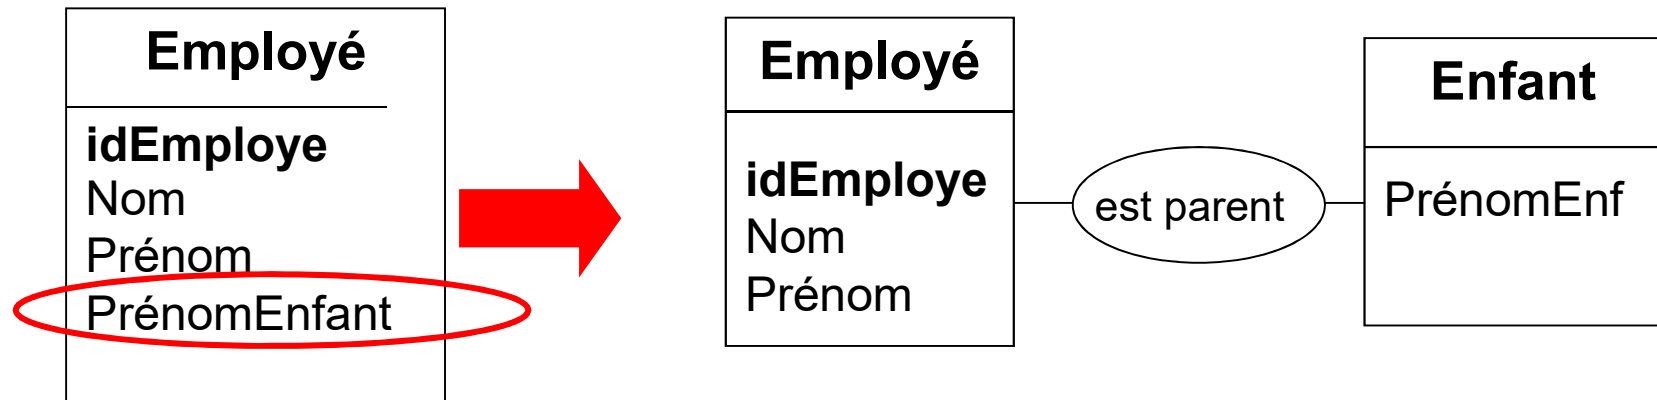 Employé
idEmploye
Nom
Prénom
PrénomEnfant
Employé
idEmploye
Nom
Prénom
est parent
Enfant
PrénomEnf